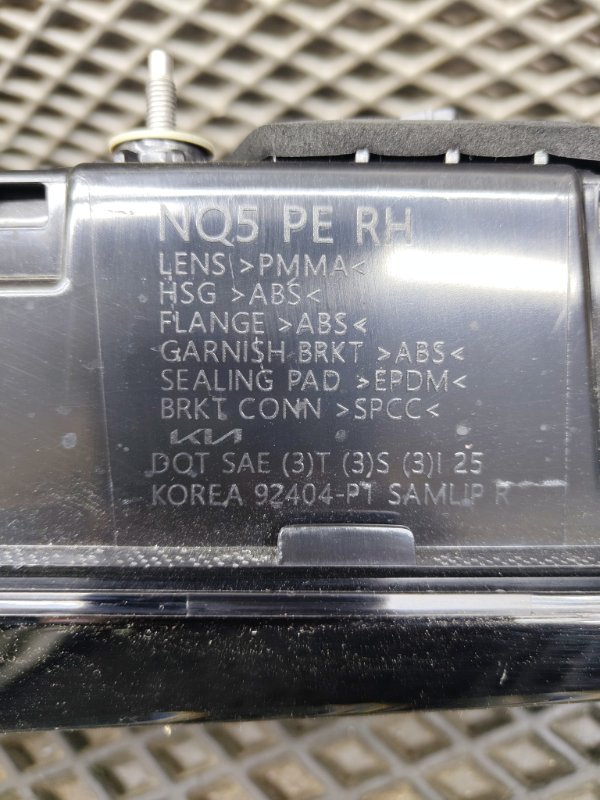 NQ5 PE RH
LENS >PMMA<
HSG >ABS<
FLANGE >ABS<
GARNISH BRKT >ABS<
SEALING PAD >EPDM<
BRKT CONN >SPCC<
KIA
DOT SAE (3)T (3)S (3)I 25
KOREA 92404-P1 SAMLIP R